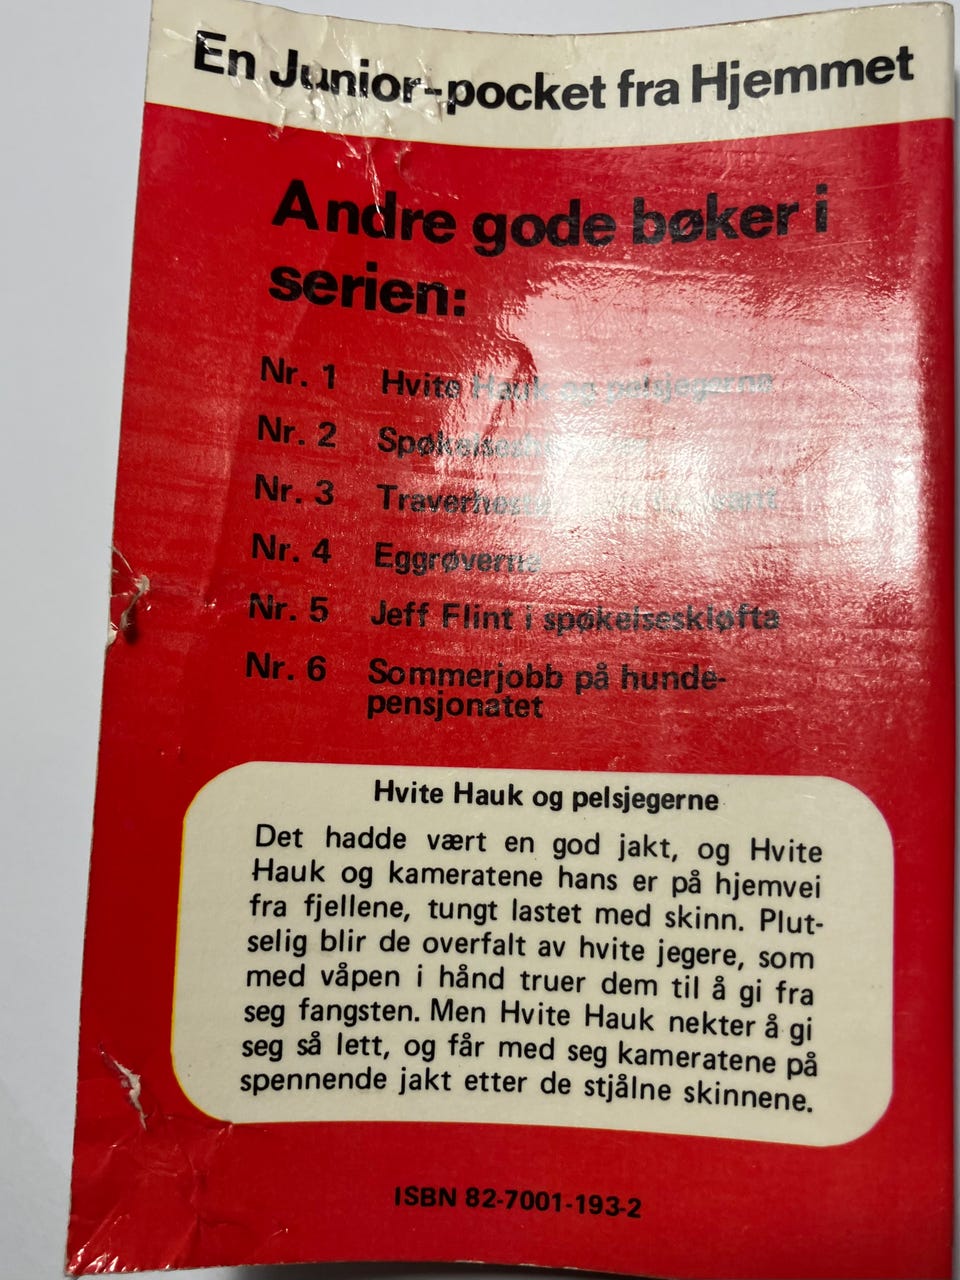 En Junior-pocket fra Hjemmet
Andre gode bøker i
serien:
Nr. 1 Hvite Hauk og pelsjegerne
Nr. 2
Nr. 3
Nr. 4 Eggrøverne
Nr. 5 Jeff Flint i spøkelseskløfta
Nr. 6 Sommerjobb på hunde-
pensjonatet
Hvite Hauk og pelsjegerne
Det hadde vært en god jakt, og Hvite
Hauk og kameratene hans er på hjemvei
fra fjellene, tungt lastet med skinn. Plut-
selig blir de overfalt av hvite jegere, som
med våpen i hånd truer dem til å gi fra
seg fangsten. Men Hvite Hauk nekter å gi
seg så lett, og får med seg kameratene på
spennende jakt etter de stjålne skinnene.
ISBN 82-7001-193-2